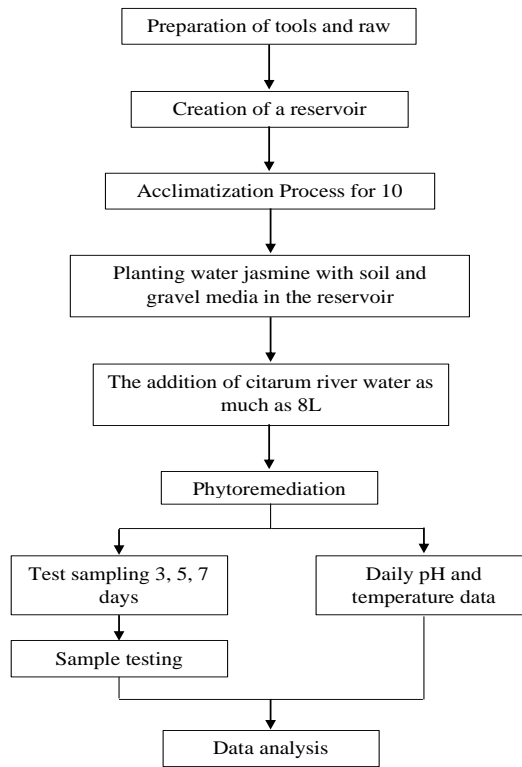 Preparation of tools and raw
Creation of a reservoir
Acclimatization Process for 10
Planting water jasmine with soil and
gravel media in the reservoir
The addition of citarum river water as
much as 8L
Phytoremediation
Test sampling 3, 5, 7
days
Daily pH and
temperature data
Sample testing
Data analysis